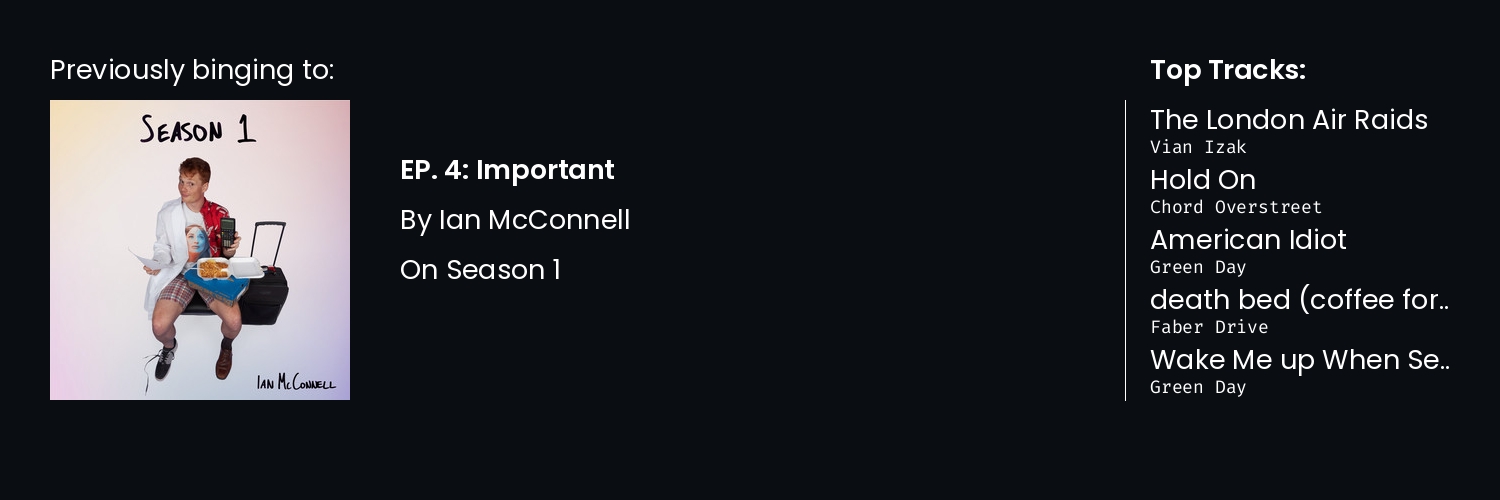 Previously binging to:
SEASON 1
IAN MCCONNELL
EP. 4: Important
By Ian McConnell
On Season 1
Top Tracks:
The London Air Raids
Vian Izak
Hold On
Chord Overstreet
American Idiot
Green Day
death bed (coffee for..
Faber Drive
Wake Me up When Se..
Green Day